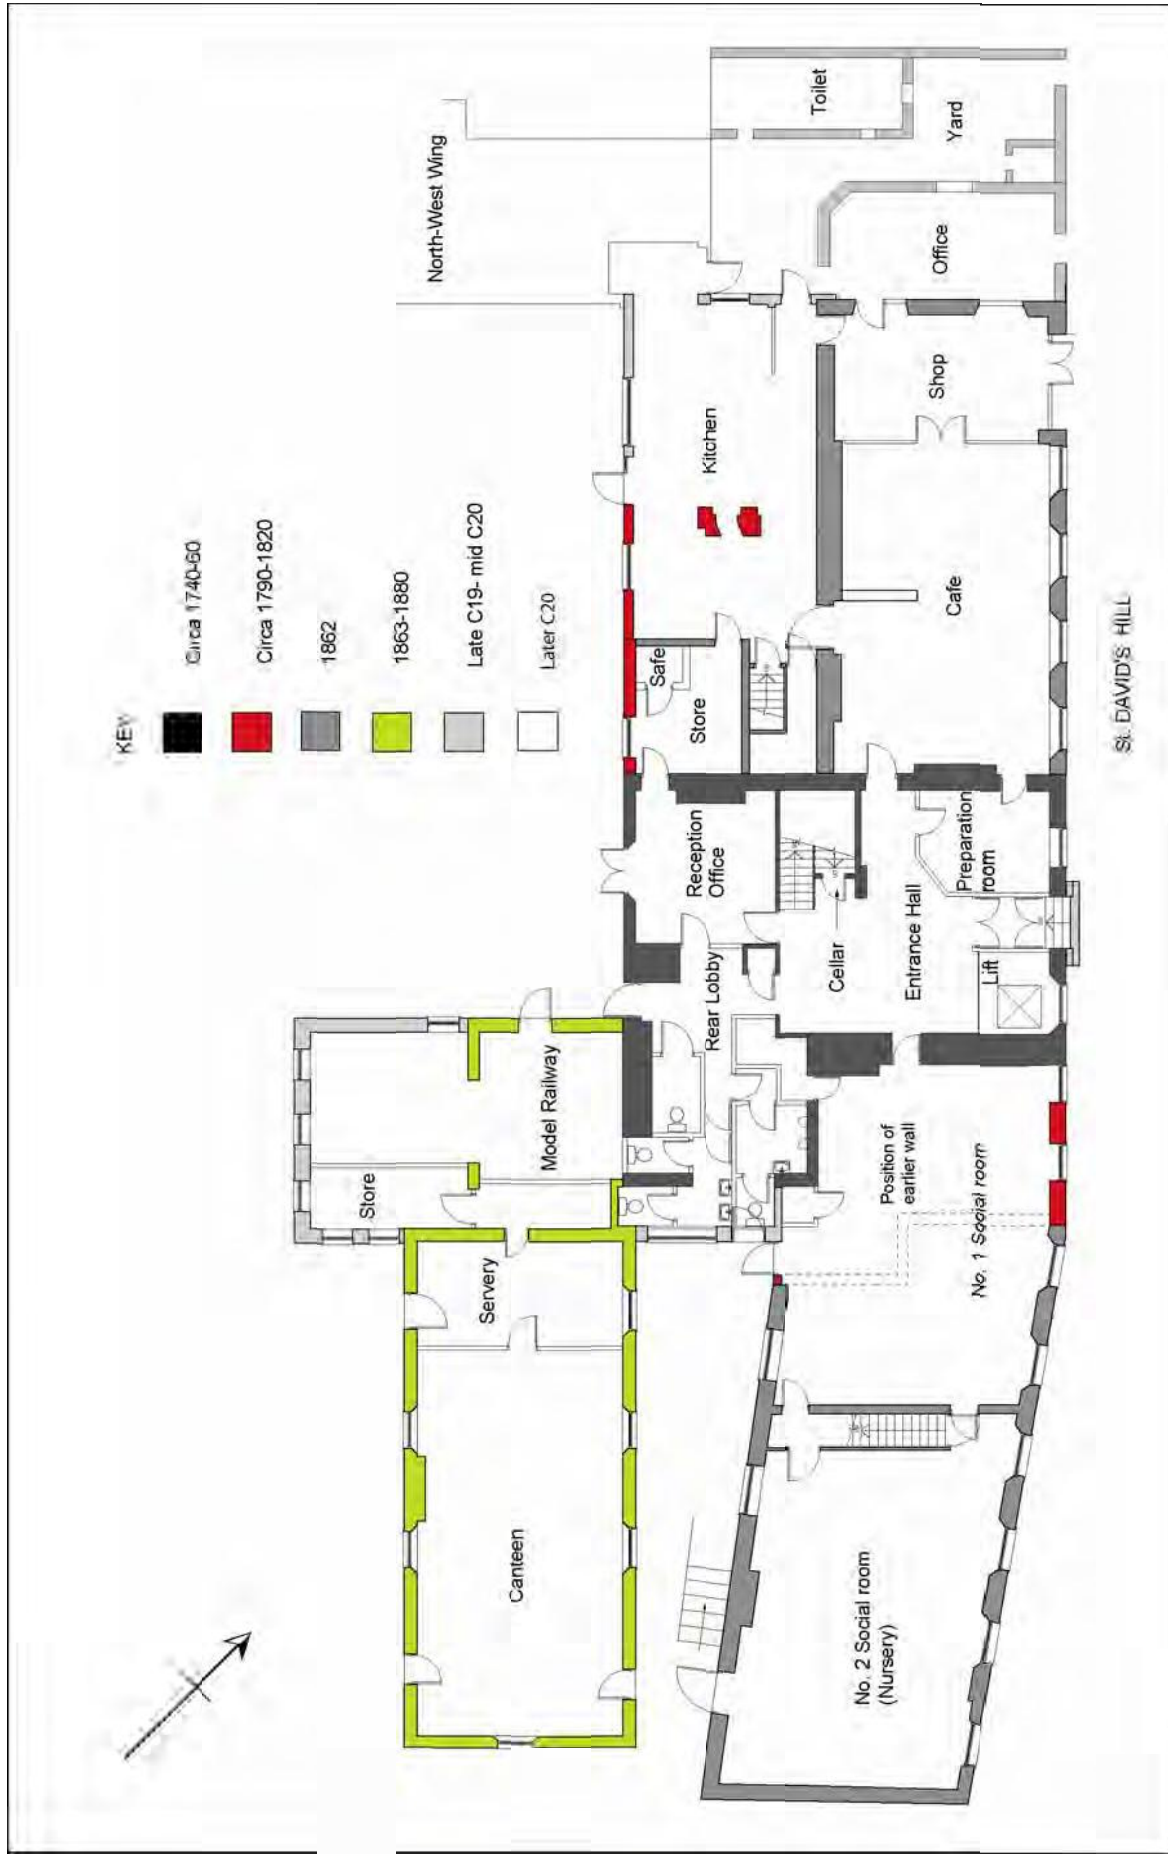 KEY
Circa 1740-60
Circa 1790-1820
1862
1863-1880
Late C19- mid C20
Later C20
North-West Wing
Toilet
Yard
Office
Shop
Kitchen
Cafe
Safe
Store
Reception
Office
Preparation
room
Entrance Hall
Cellar
Lift
Rear Lobby
Model Railway
Store
Servery
Canteen
Position of
earlier wall
No. 1 Social room
No. 2 Social room
(Nursery)
St. DAVID'S HILL